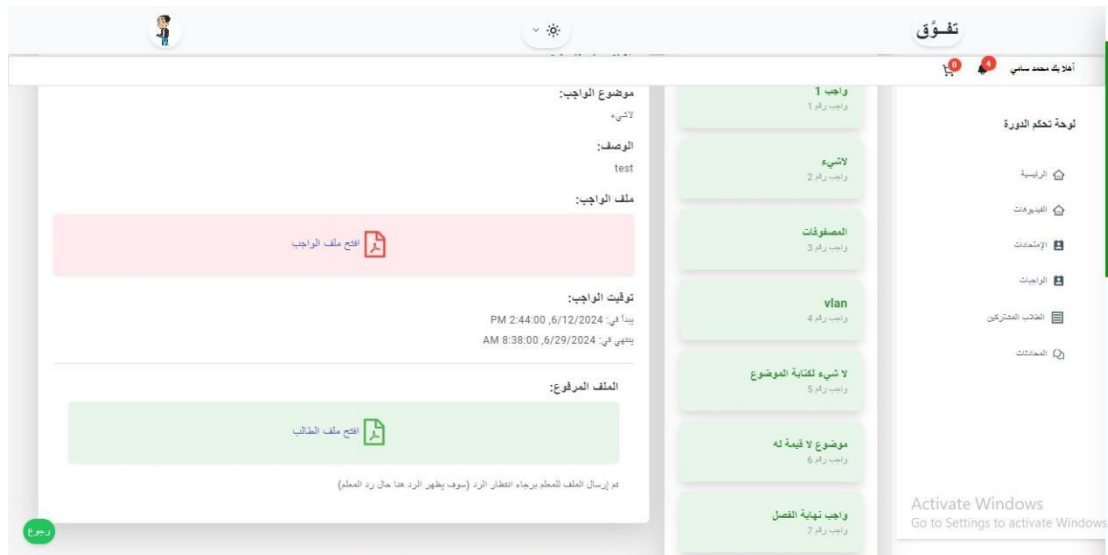 تفــوُّق
أهلا بك محمد سامي
4
0
لوحة تحكم الدورة
الرئيسية
الفيديوهات
الإمتحانات
الواجبات
الطلاب المشتركين
المحادثات
واجب 1
واجب رقم 1
لاشيء
واجب رقم 2
المصفوفات
واجب رقم 3
vlan
واجب رقم 4
لا شيء لكتابة الموضوع
واجب رقم 5
موضوع لا قيمة له
واجب رقم 6
واجب نهاية الفصل
واجب رقم 7
موضوع الواجب:
لاشيء
الوصف:
test
ملف الواجب:
افتح ملف الواجب
توقيت الواجب:
يبدأ في: 6/12/2024, 2:44:00 PM
ينتهي في: 6/29/2024, 8:38:00 AM
الملف المرفوع:
افتح ملف الطالب
تم إرسال الملف للمعلم برجاء انتظار الرد (سوف يظهر الرد هنا حال رد المعلم)
رجوع
Activate Windows
Go to Settings to activate Windows